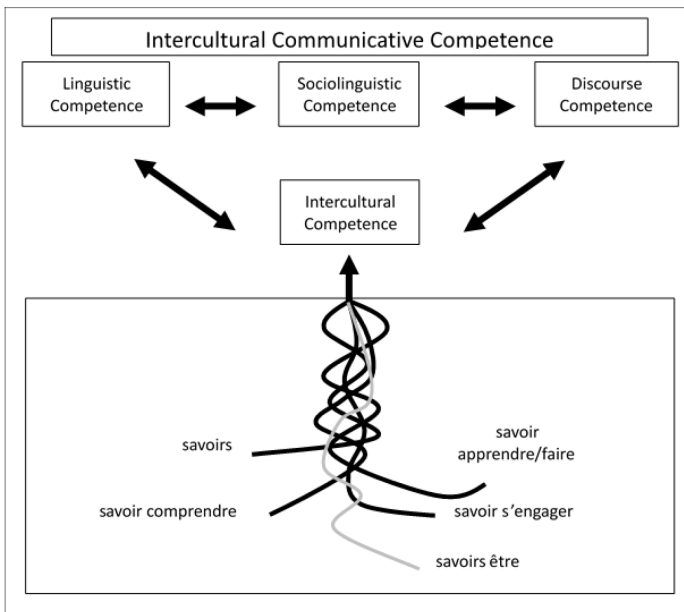 Intercultural Communicative Competence
Linguistic
Competence
Sociolinguistic
Competence
Discourse
Competence
Intercultural
Competence
savoirs
savoir
apprendre/faire
savoir comprendre
savoir s’engager
savoirs être